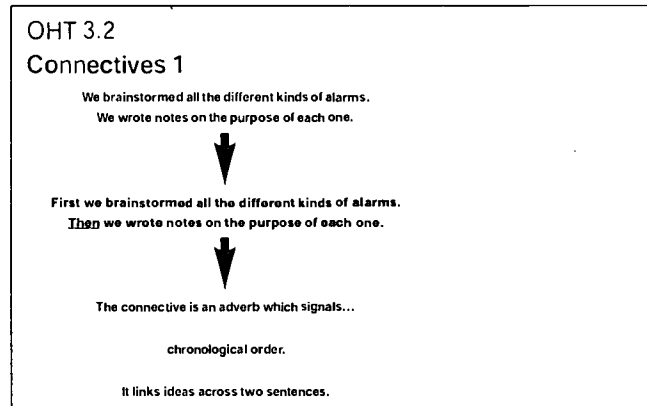 OHT 3.2
Connectives 1
We brainstormed all the different kinds of alarms.
We wrote notes on the purpose of each one.
First we brainstormed all the different kinds of alarms.
Then we wrote notes on the purpose of each one.
The connective is an adverb which signals...
chronological order.
It links ideas across two sentences.